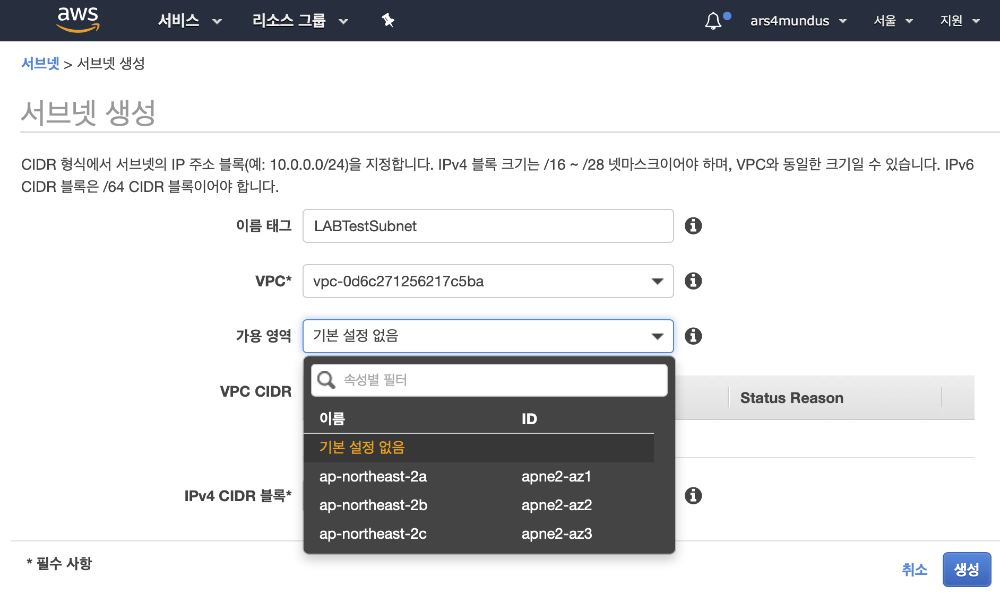 aws 서비스 리소스 그룹 ars4mundus 서울 지원
서브넷 > 서브넷 생성
서브넷 생성
CIDR 형식에서 서브넷의 IP 주소 블록(예: 10.0.0.0/24)을 지정합니다. IPv4 블록 크기는 /16 ~ /28 넷마스크이어야 하며, VPC와 동일한 크기일 수 있습니다. IPv6
CIDR 블록은 /64 CIDR 블록이어야 합니다.
이름 태그 LABTestSubnet
VPC* vpc-0d6c271256217c5ba
가용 영역 기본 설정 없음
속성별 필터
VPC CIDR Status Reason
이름 ID
기본 설정 없음
ap-northeast-2a apne2-az1
IPv4 CIDR 블록*
ap-northeast-2b apne2-az2
ap-northeast-2c apne2-az3
* 필수 사항
취소 생성